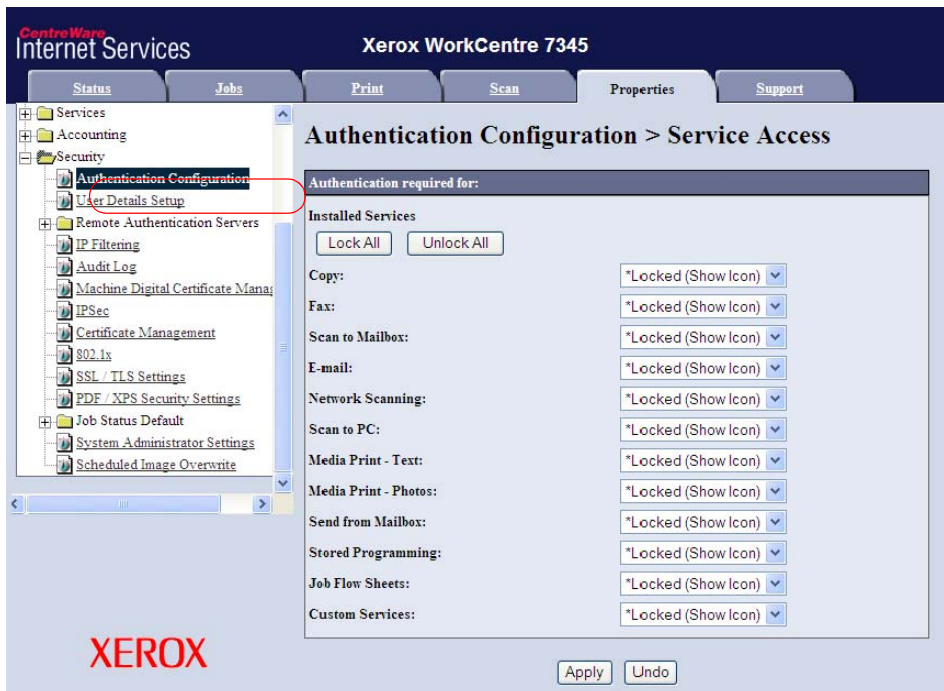 CentreWare
Internet Services
Xerox WorkCentre 7345
Status Jobs Print Scan Properties Support
Services
Accounting
Security
Authentication Configuration
User Details Setup
Remote Authentication Servers
IP Filtering
Audit Log
Machine Digital Certificate Manag
IPSec
Certificate Management
802.1x
SSL / TLS Settings
PDF / XPS Security Settings
Job Status Default
System Administrator Settings
Scheduled Image Overwrite
XEROX
Authentication Configuration > Service Access
Authentication required for:
Installed Services
Lock All Unlock All
Copy: *Locked (Show Icon)
Fax: *Locked (Show Icon)
Scan to Mailbox: *Locked (Show Icon)
E-mail: *Locked (Show Icon)
Network Scanning: *Locked (Show Icon)
Scan to PC: *Locked (Show Icon)
Media Print - Text: *Locked (Show Icon)
Media Print - Photos: *Locked (Show Icon)
Send from Mailbox: *Locked (Show Icon)
Stored Programming: *Locked (Show Icon)
Job Flow Sheets: *Locked (Show Icon)
Custom Services: *Locked (Show Icon)
Apply Undo